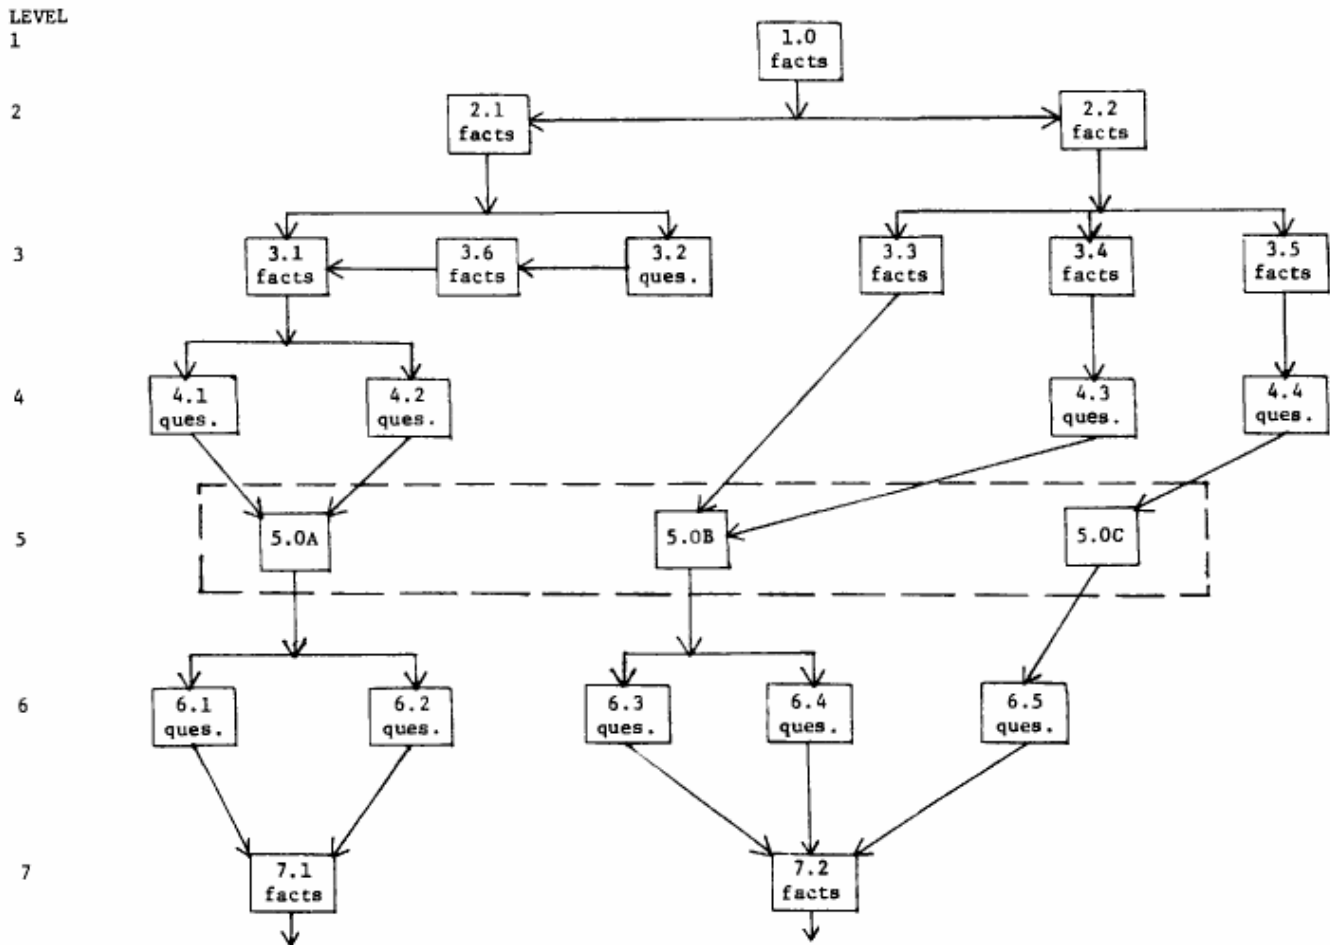 LEVEL
1
1.0
facts
2
2.1
facts
2.2
facts
3
3.1
facts
3.6
facts
3.2
ques.
3.3
facts
3.4
facts
3.5
facts
4
4.1
ques.
4.2
ques.
4.3
ques.
4.4
ques.
5
5.0A
5.0B
5.0C
6
6.1
ques.
6.2
ques.
6.3
ques.
6.4
ques.
6.5
ques.
7
7.1
facts
7.2
facts